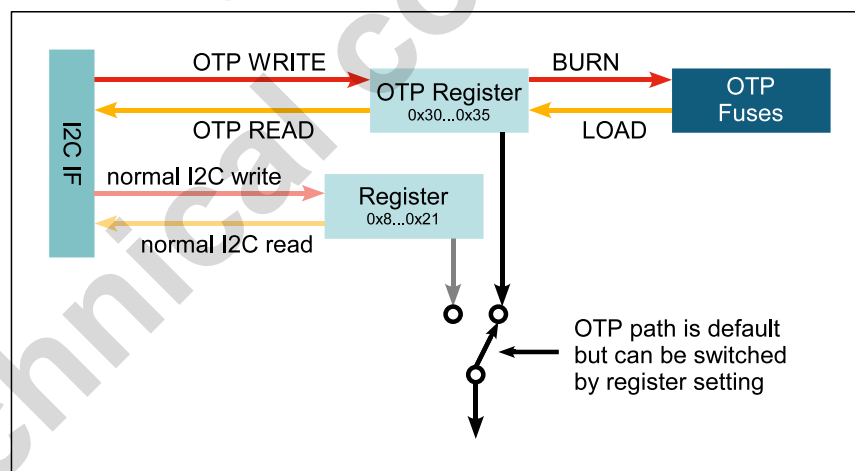 OTP WRITE
BURN
OTP Register
0x30...0x35
OTP
Fuses
OTP READ
LOAD
I2C IF
normal I2C write
Register
0x8...0x21
normal I2C read
OTP path is default
but can be switched
by register setting